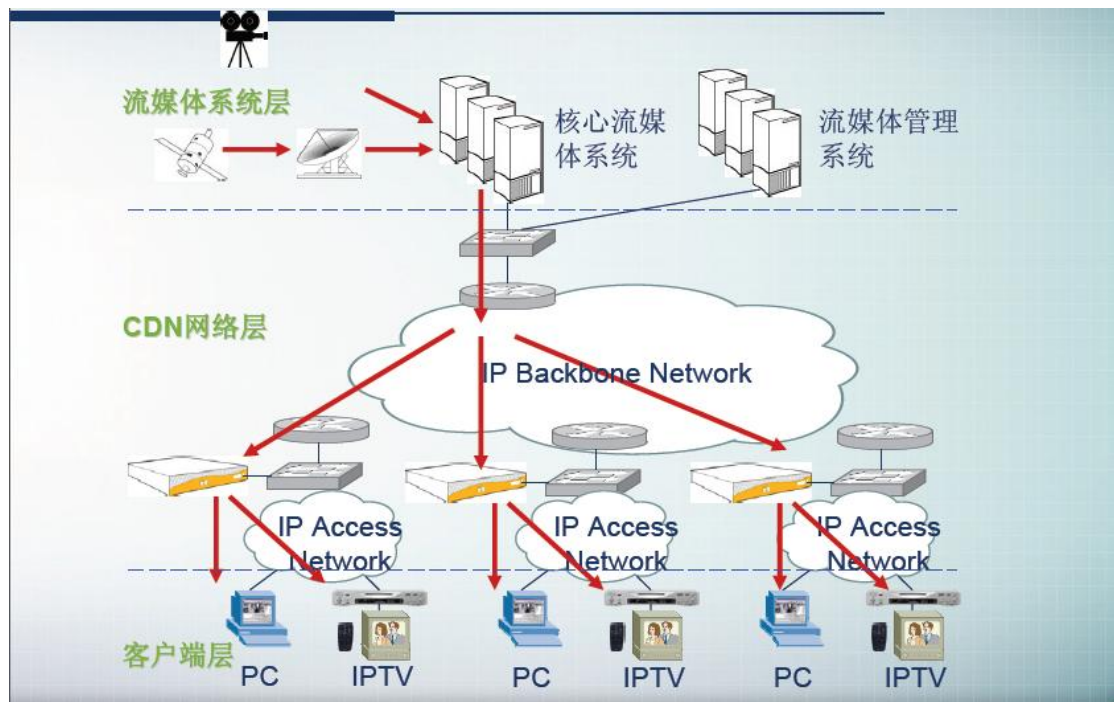 流媒体系统层
核心流媒
体系统
流媒体管理
系统
CDN网络层
IP Backbone Network
IP Access
Network
IP Access
Network
IP Access
Network
客户端层
PC
IPTV
PC
IPTV
PC
IPTV